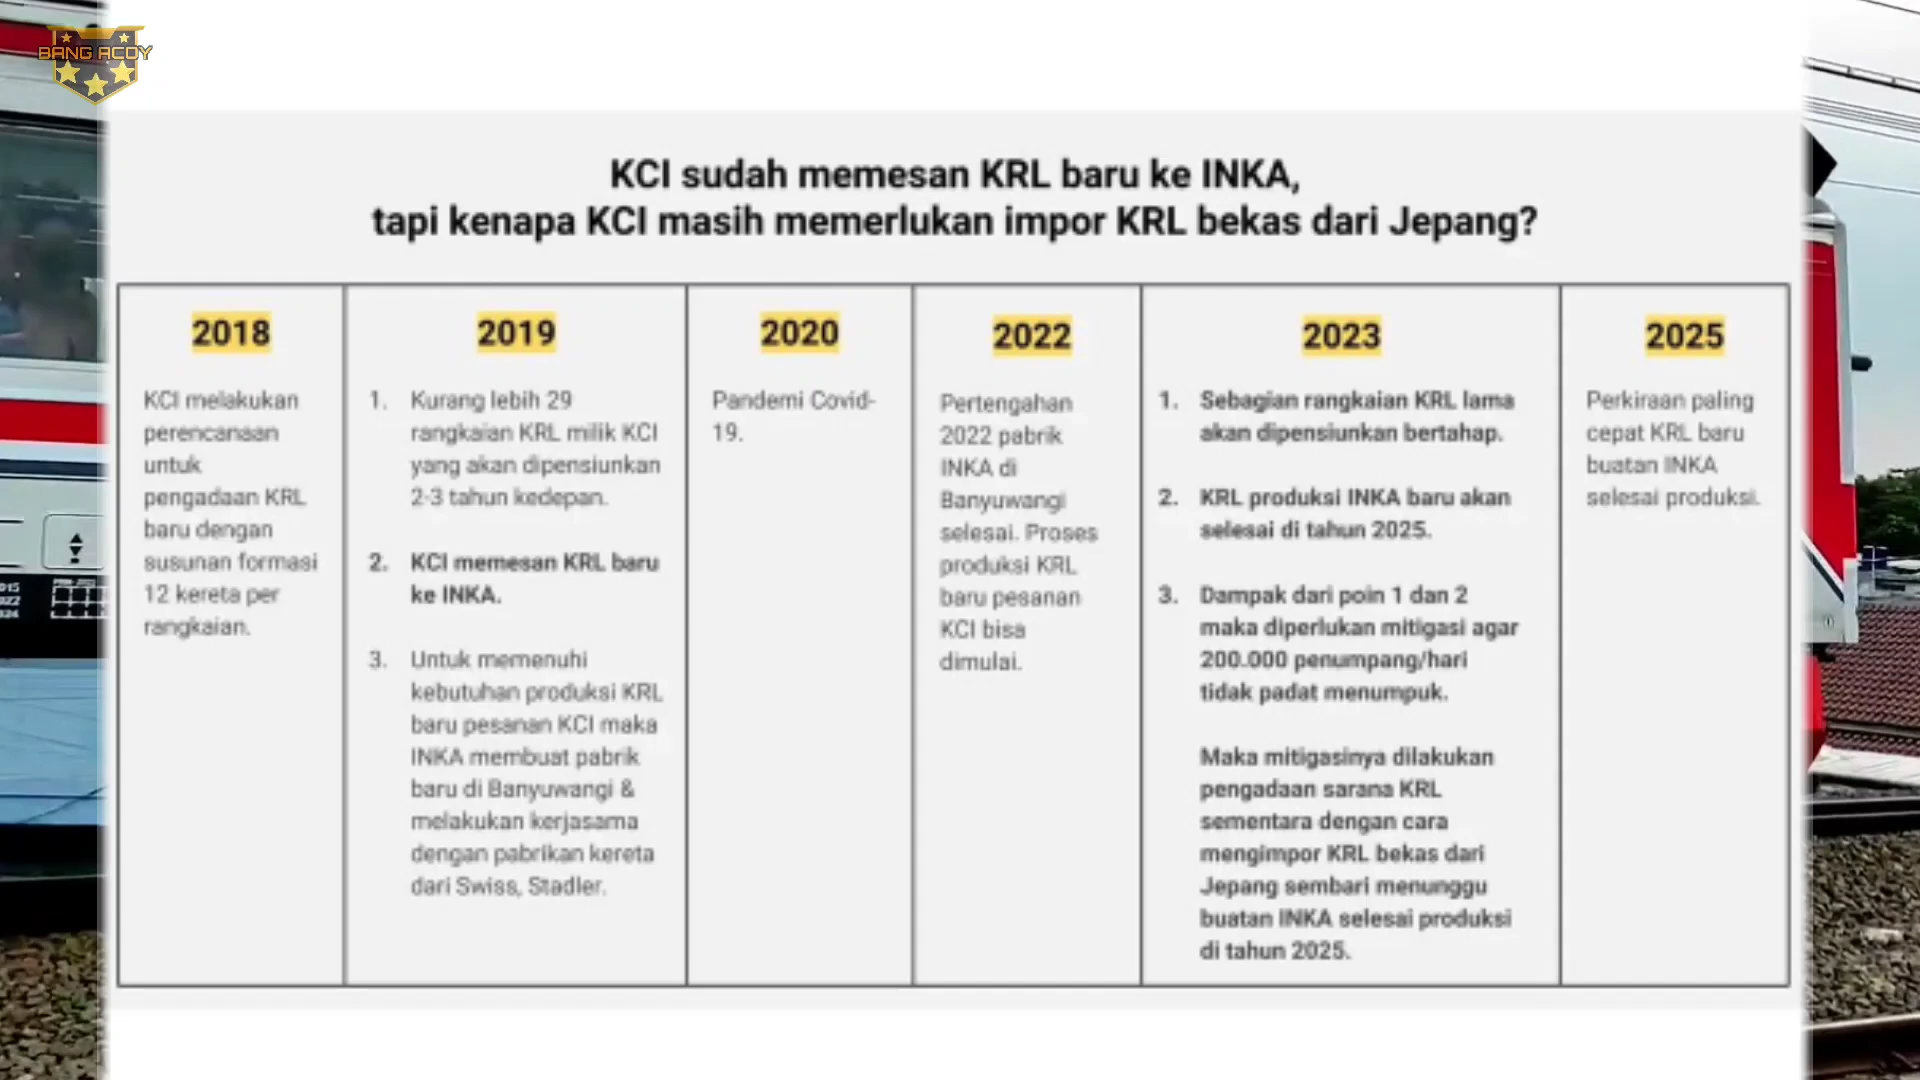 BANG ACOY
KCI sudah memesan KRL baru ke INKA,
tapi kenapa KCI masih memerlukan impor KRL bekas dari Jepang?
2018
KCI melakukan
perencanaan
untuk
pengadaan KRL
baru dengan
susunan formasi
12 kereta per
rangkaian.
2019
1. Kurang lebih 29
rangkaian KRL milik KCI
yang akan dipensiunkan
2-3 tahun kedepan.
2. KCI memesan KRL baru
ke INKA.
3. Untuk memenuhi
kebutuhan produksi KRL
baru pesanan KCI maka
INKA membuat pabrik
baru di Banyuwangi &
melakukan kerjasama
dengan pabrikan kereta
dari Swiss, Stadler.
2020
Pandemi Covid-
19.
2022
Pertengahan
2022 pabrik
INKA di
Banyuwangi
selesai. Proses
produksi KRL
baru pesanan
KCI bisa
dimulai.
2023
1. Sebagian rangkaian KRL lama
akan dipensiunkan bertahap.
2. KRL produksi INKA baru akan
selesai di tahun 2025.
3. Dampak dari poin 1 dan 2
maka diperlukan mitigasi agar
200.000 penumpang/hari
tidak padat menumpuk.
Maka mitigasinya dilakukan
pengadaan sarana KRL
sementara dengan cara
mengimpor KRL bekas dari
Jepang sembari menunggu
buatan INKA selesai produksi
di tahun 2025.
2025
Perkiraan paling
cepat KRL baru
buatan INKA
selesai produksi.